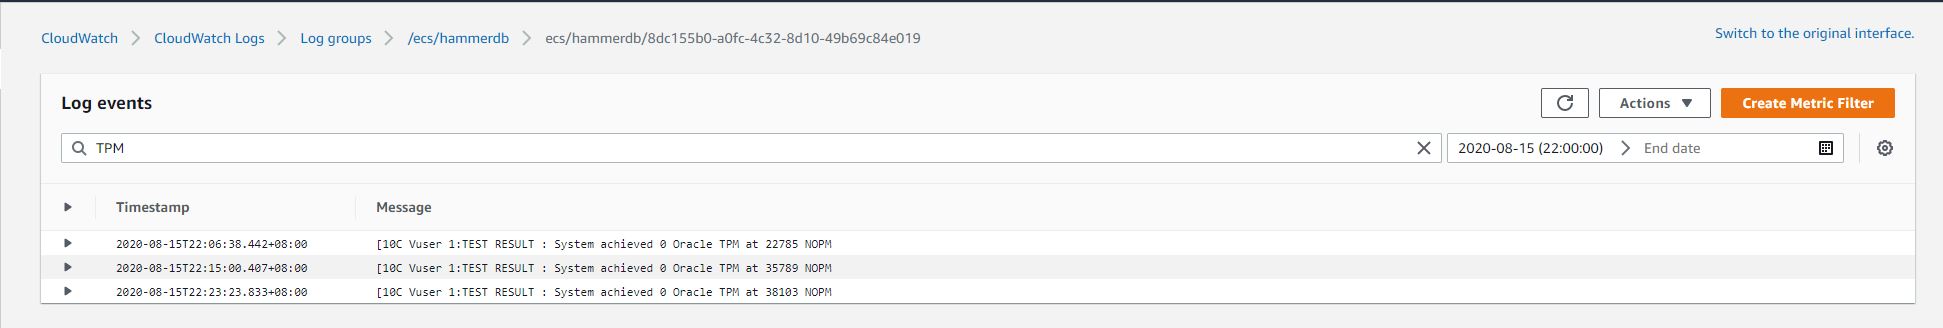 CloudWatch > CloudWatch Logs > Log groups > /ecs/hammerdb > ecs/hammerdb/8dc155b0-a0fc-4c32-8d10-49b69c84e019
Switch to the original interface.
Log events
Actions
Create Metric Filter
TPM
2020-08-15 (22:00:00) > End date
Timestamp Message
2020-08-15T22:06:38.442+08:00 [10C Vuser 1:TEST RESULT : System achieved 0 Oracle TPM at 22785 NOPM
2020-08-15T22:15:00.407+08:00 [10C Vuser 1:TEST RESULT : System achieved 0 Oracle TPM at 35789 NOPM
2020-08-15T22:23:23.833+08:00 [10C Vuser 1:TEST RESULT : System achieved 0 Oracle TPM at 38103 NOPM